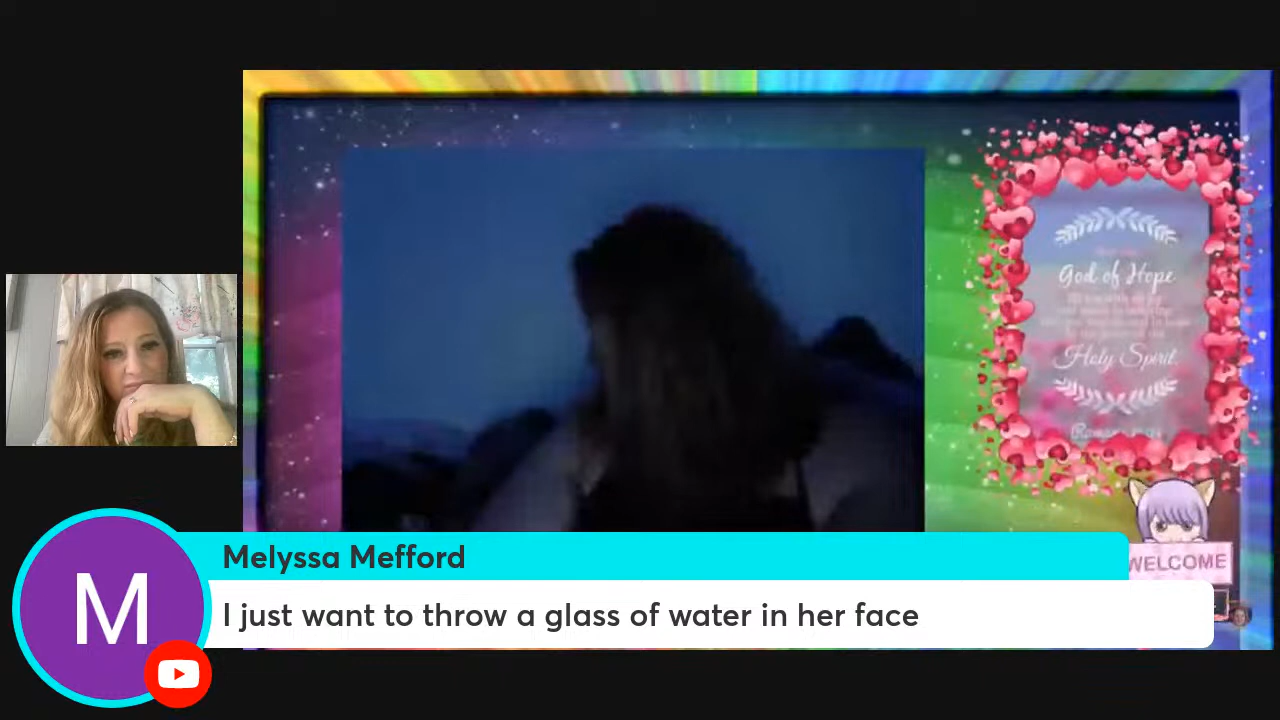 God of Hope
Holy Spirit
WELCOME
M
Melyssa Mefford
I just want to throw a glass of water in her face